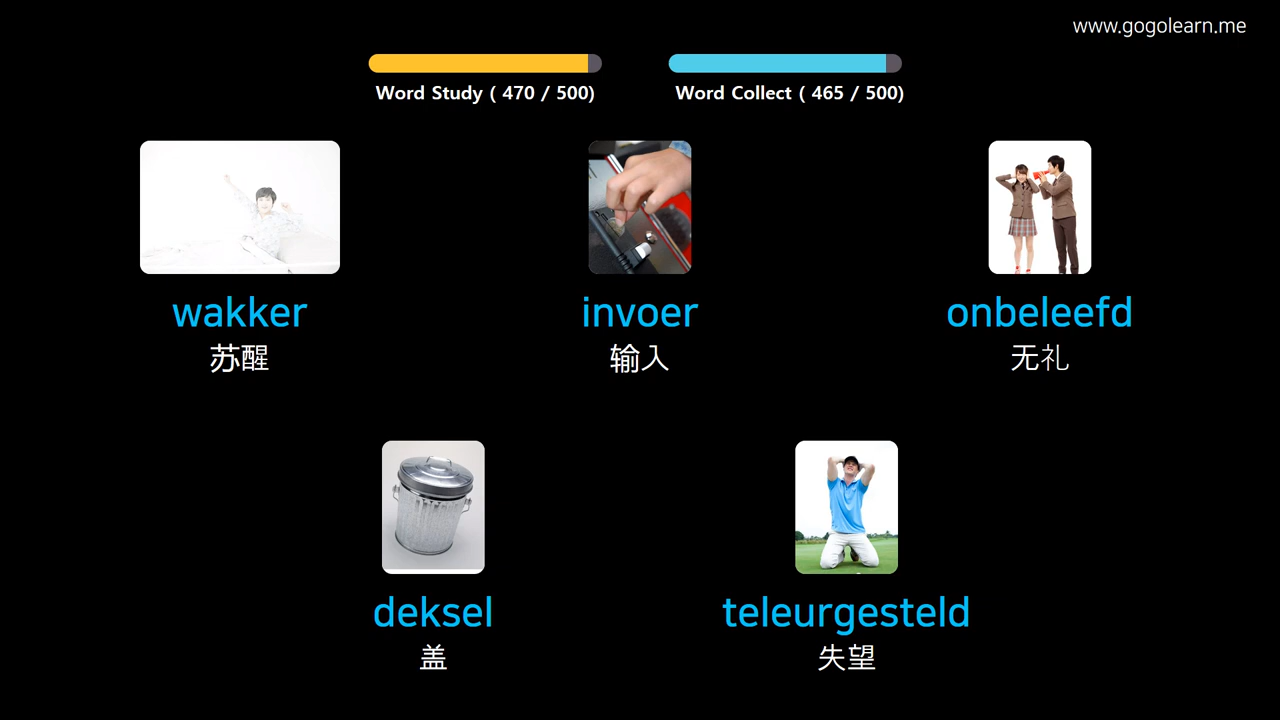 www.gogolearn.me
Word Study ( 470 / 500)
Word Collect ( 465 / 500)
wakker
苏醒
invoer
输入
onbeleefd
无礼
deksel
盖
teleurgesteld
失望